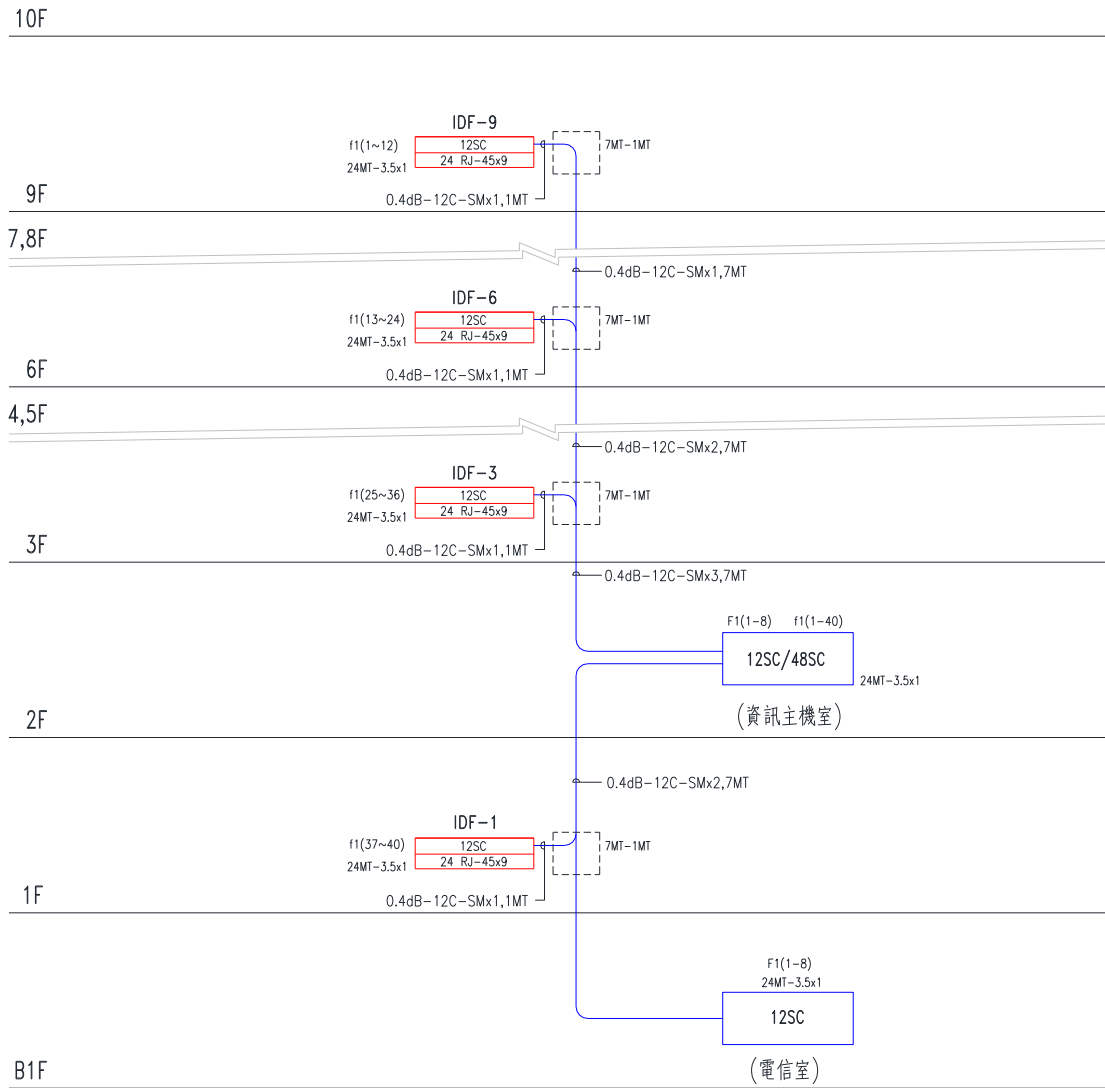 10F
IDF-9
f1(1~12)
12SC
7MT-1MT
24MT-3.5x1
24 RJ-45x9
0.4dB-12C-SMx1,1MT
9F
7,8F
0.4dB-12C-SMx1,7MT
IDF-6
f1(13~24)
12SC
7MT-1MT
24MT-3.5x1
24 RJ-45x9
0.4dB-12C-SMx1,1MT
6F
4,5F
0.4dB-12C-SMx2,7MT
IDF-3
f1(25~36)
12SC
7MT-1MT
24MT-3.5x1
24 RJ-45x9
0.4dB-12C-SMx1,1MT
3F
0.4dB-12C-SMx3,7MT
F1(1-8) f1(1-40)
12SC/48SC
24MT-3.5x1
(資訊主機室)
2F
0.4dB-12C-SMx2,7MT
IDF-1
f1(37~40)
12SC
7MT-1MT
24MT-3.5x1
24 RJ-45x9
0.4dB-12C-SMx1,1MT
1F
F1(1-8)
24MT-3.5x1
12SC
(電信室)
B1F